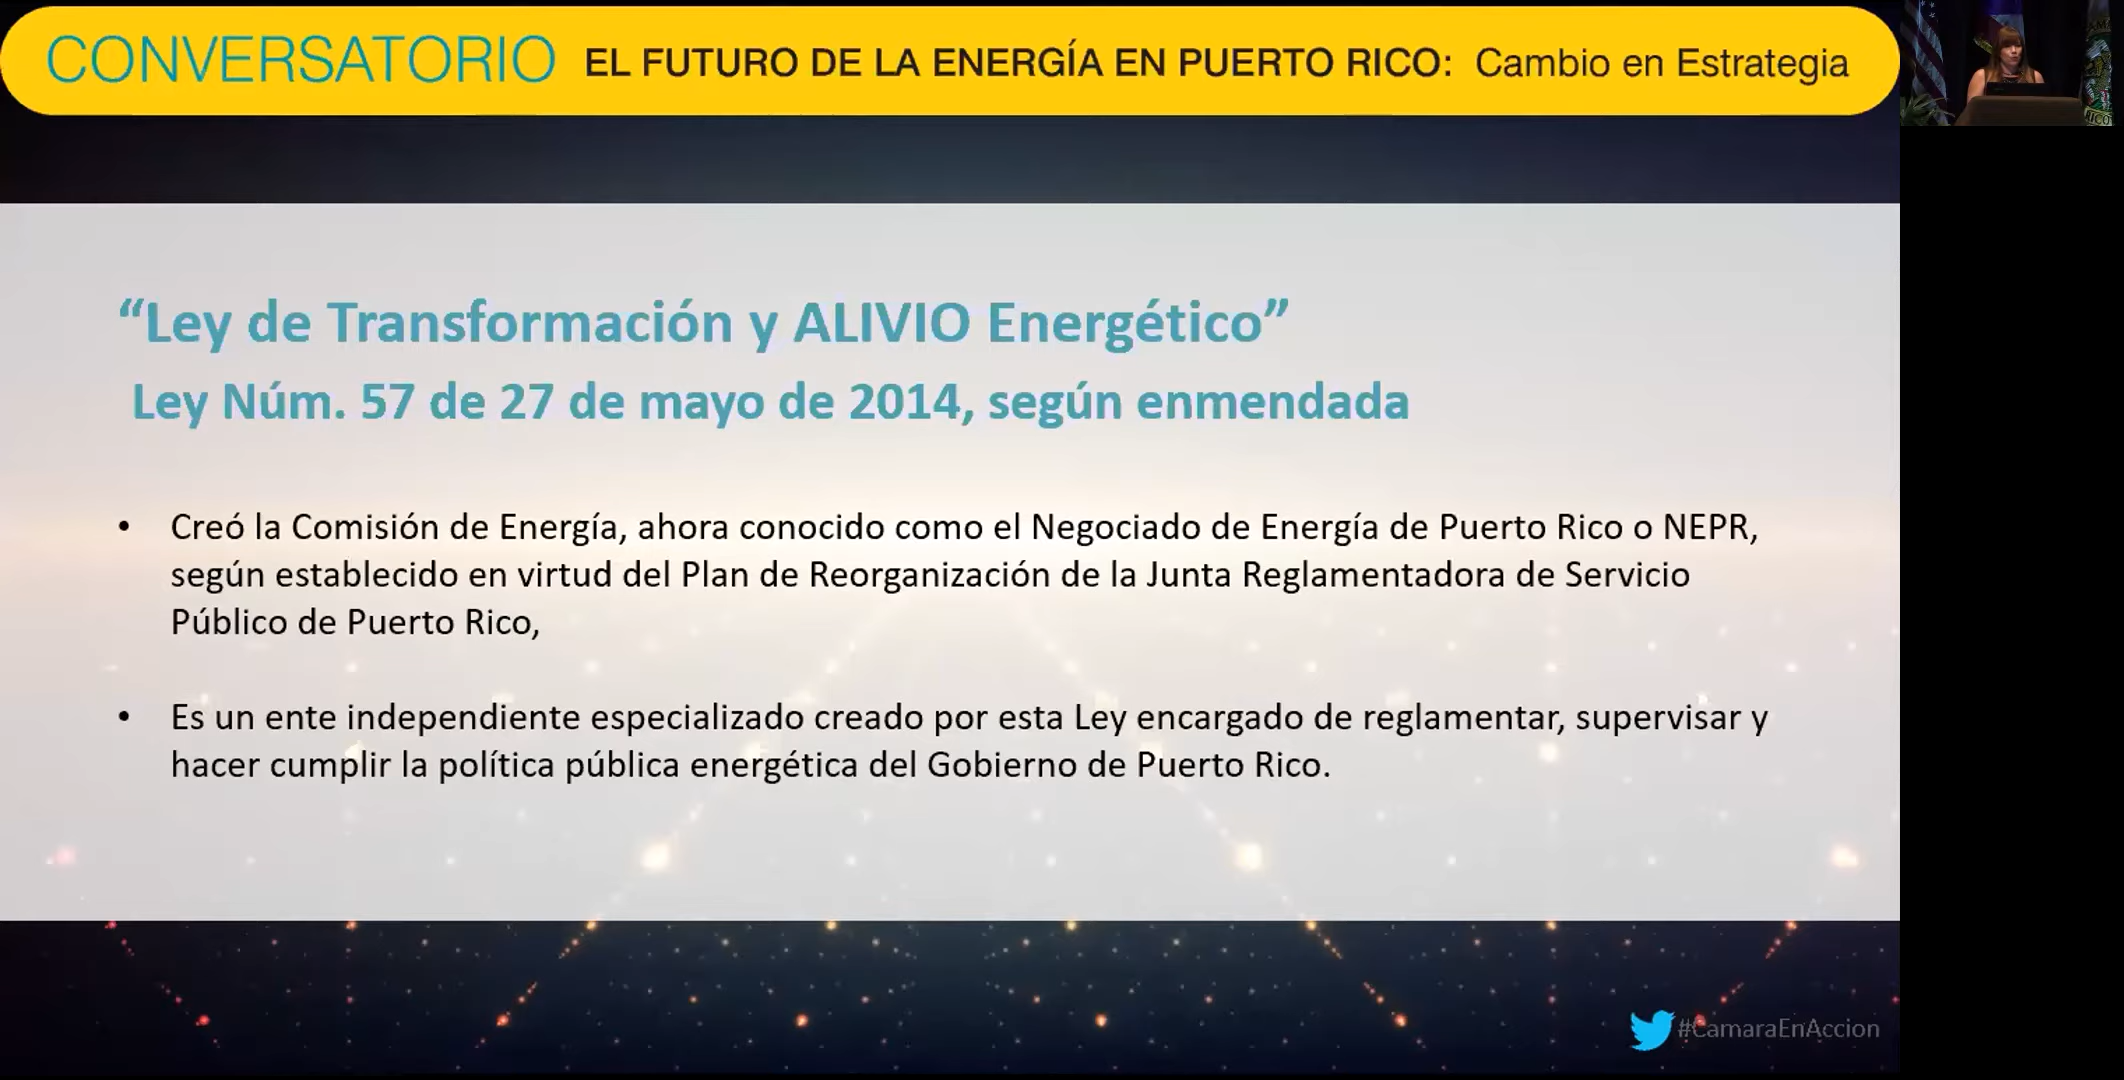 CONVERSATORIO EL FUTURO DE LA ENERGÍA EN PUERTO RICO: Cambio en Estrategia
“Ley de Transformación y ALIVIO Energético”
Ley Núm. 57 de 27 de mayo de 2014, según enmendada
• Creó la Comisión de Energía, ahora conocido como el Negociado de Energía de Puerto Rico o NEPR,
según establecido en virtud del Plan de Reorganización de la Junta Reglamentadora de Servicio
Público de Puerto Rico,
• Es un ente independiente especializado creado por esta Ley encargado de reglamentar, supervisar y
hacer cumplir la política pública energética del Gobierno de Puerto Rico.
#CamaraEnAccion